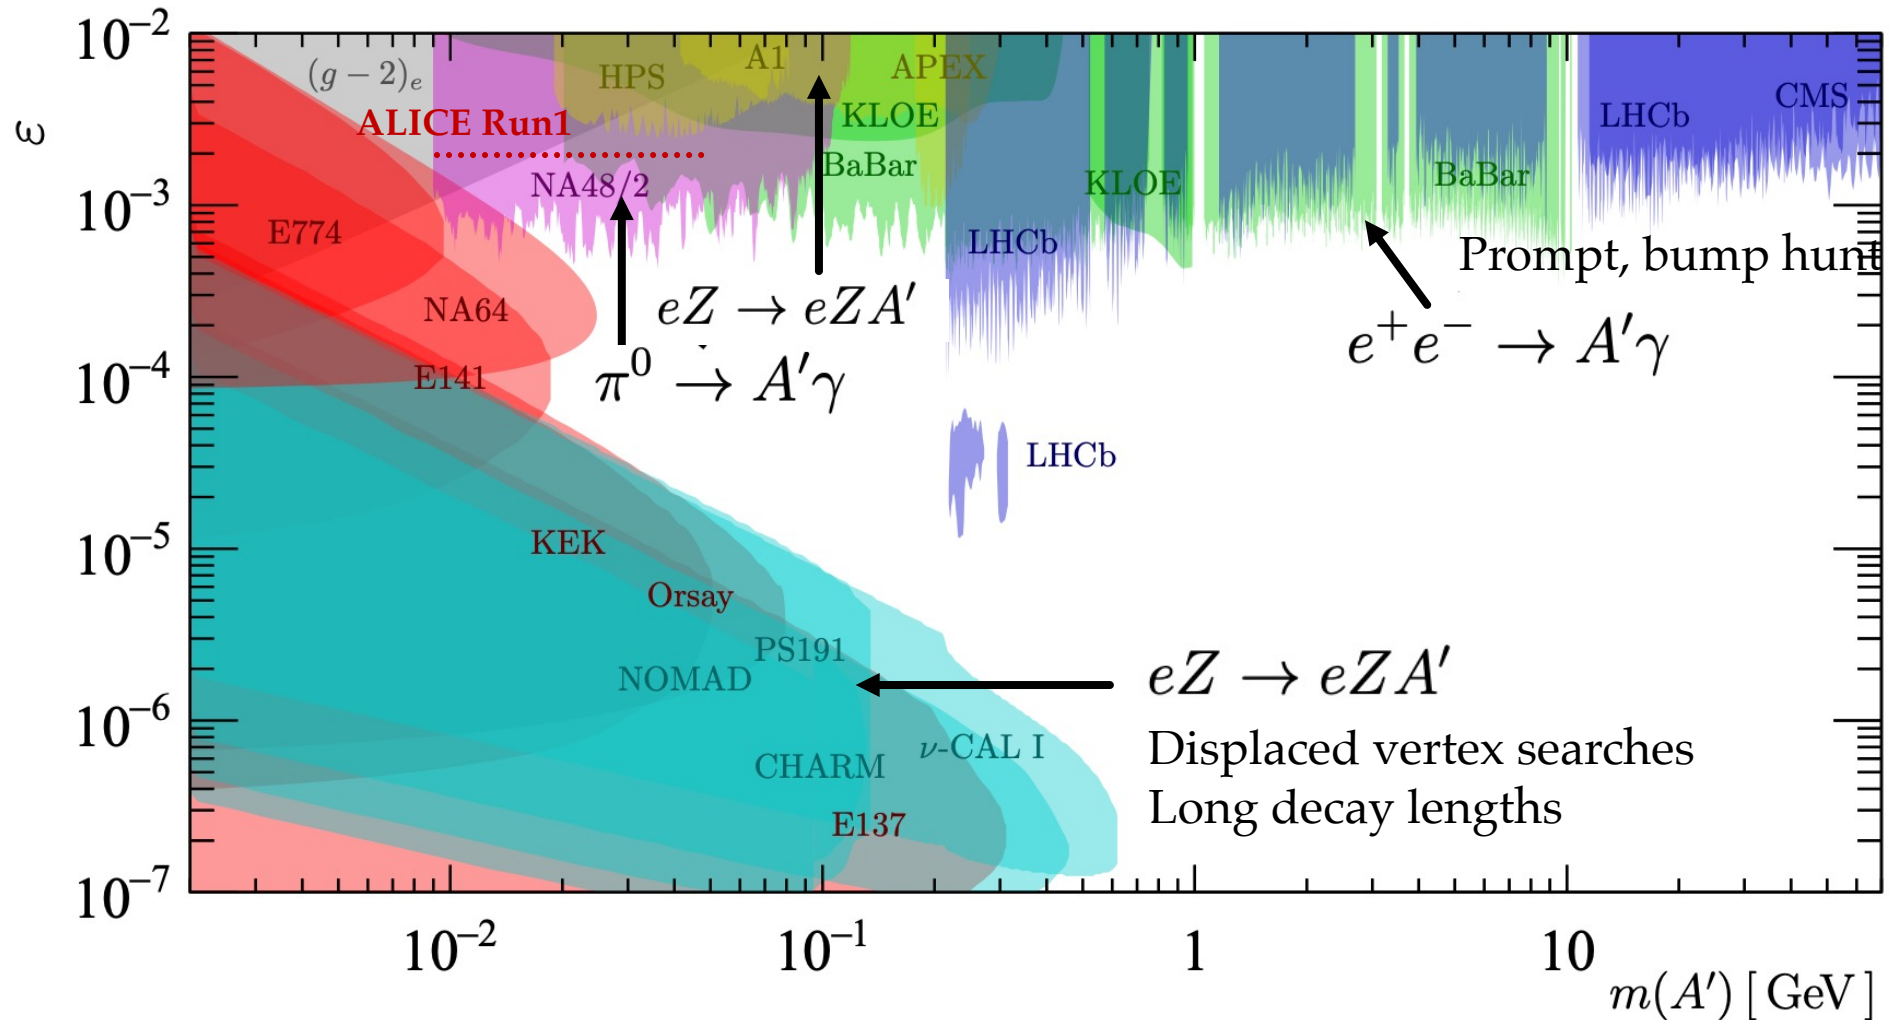 10⁻²
10⁻³
10⁻⁴
10⁻⁵
10⁻⁶
10⁻⁷
ε
(g − 2)ₑ
HPS
A1
APEX
LHCb
CMS
ALICE Run1
KLOE
BaBar
NA48/2
KLOE
BaBar
E774
LHCb
Prompt, bump hunt
NA64
eZ → eZA′
e⁺e⁻ → A′γ
E141
π⁰ → A′γ
LHCb
KEK
Orsay
PS191
NOMAD
eZ → eZA′
CHARM
ν-CAL I
Displaced vertex searches
Long decay lengths
E137
10⁻²
10⁻¹
1
10
m(A′) [ GeV ]